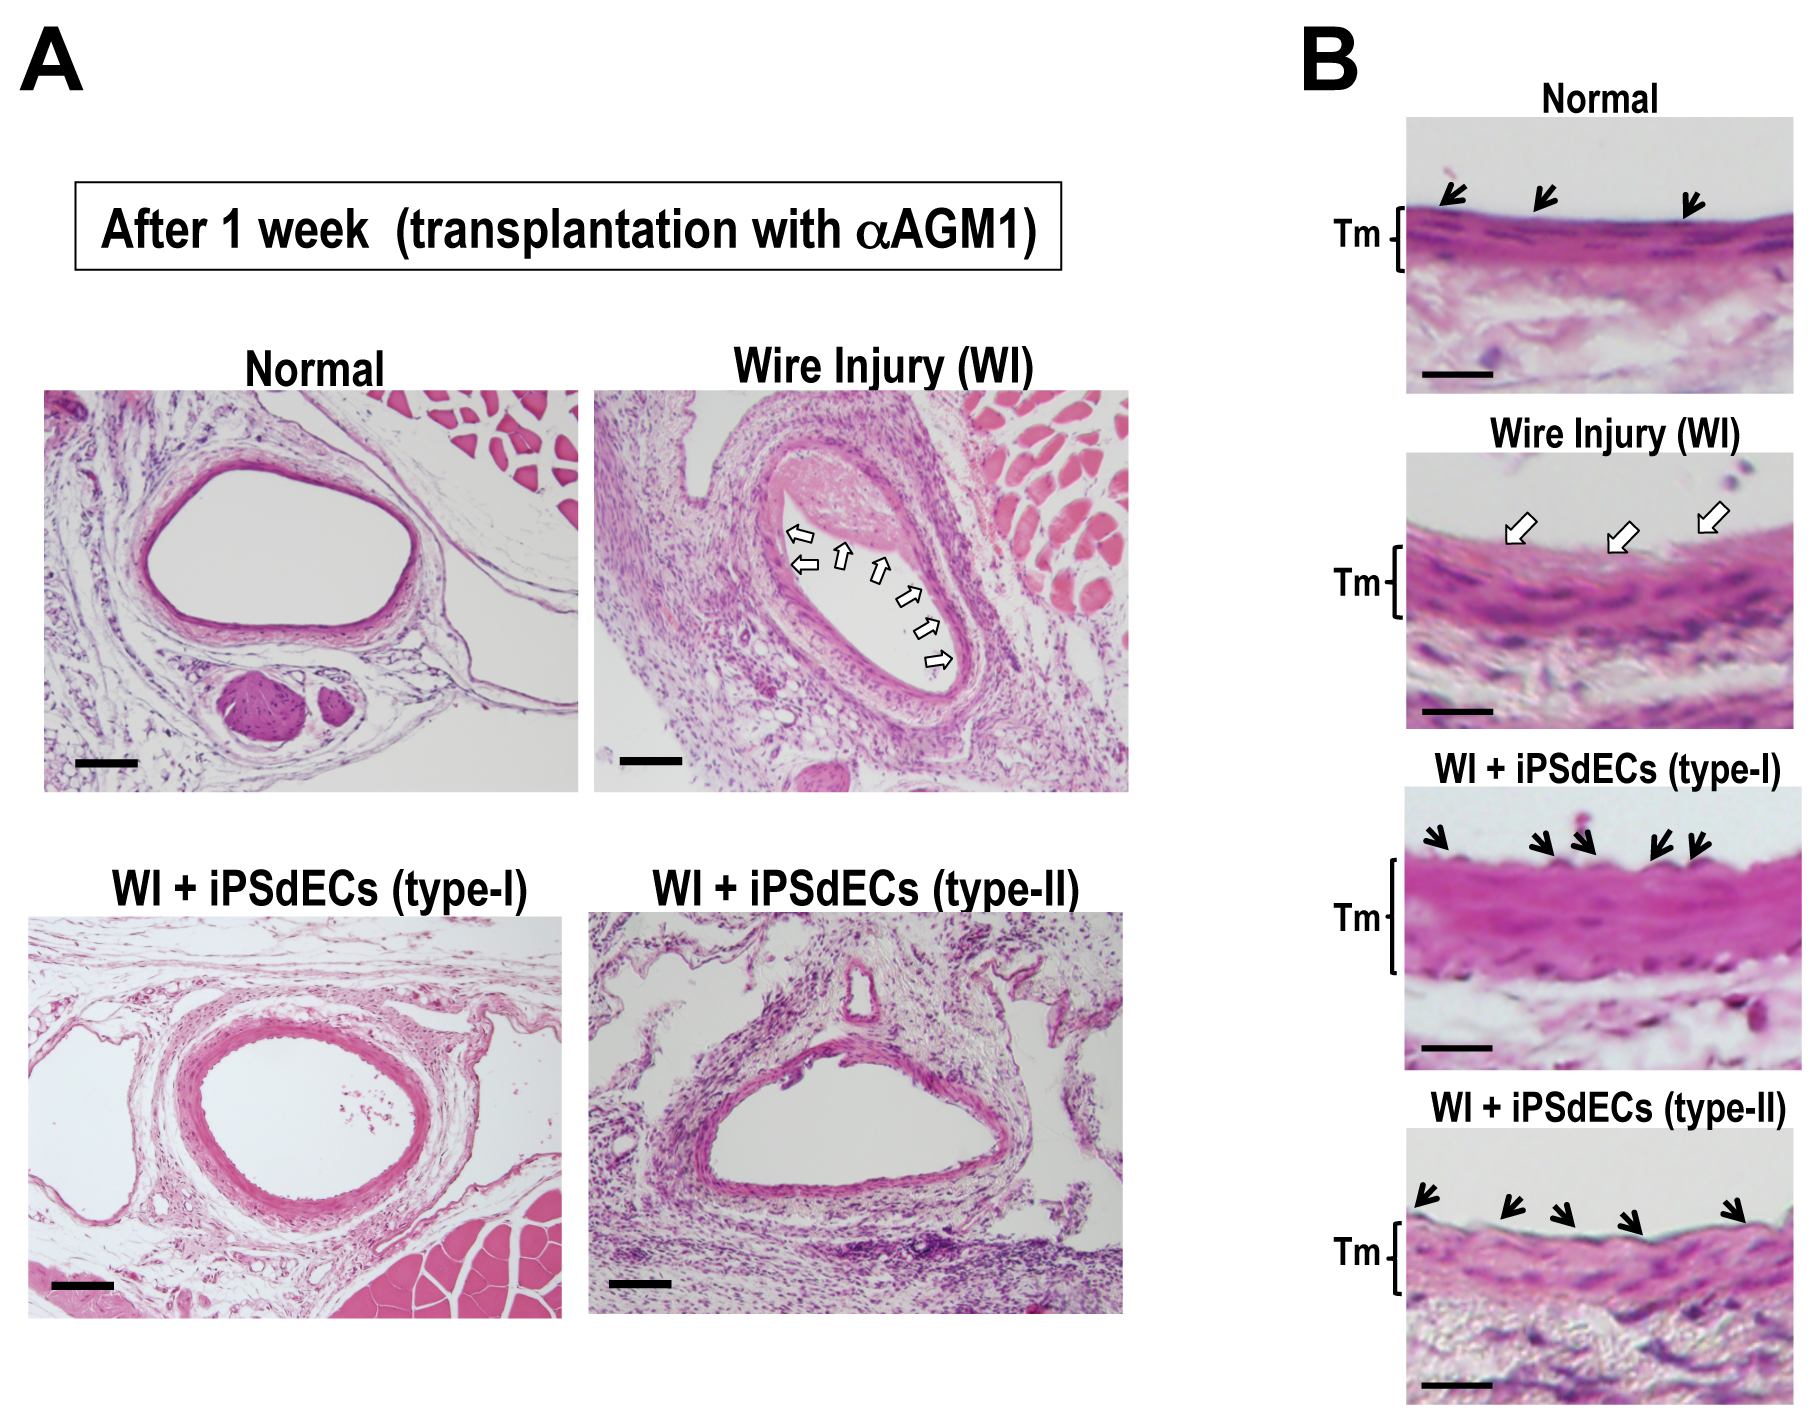 A
After 1 week (transplantation with αAGM1)
Normal
Wire Injury (WI)
WI + iPSdECs (type-I)
WI + iPSdECs (type-II)
B
Normal
Tm
Wire Injury (WI)
Tm
WI + iPSdECs (type-I)
Tm
WI + iPSdECs (type-II)
Tm